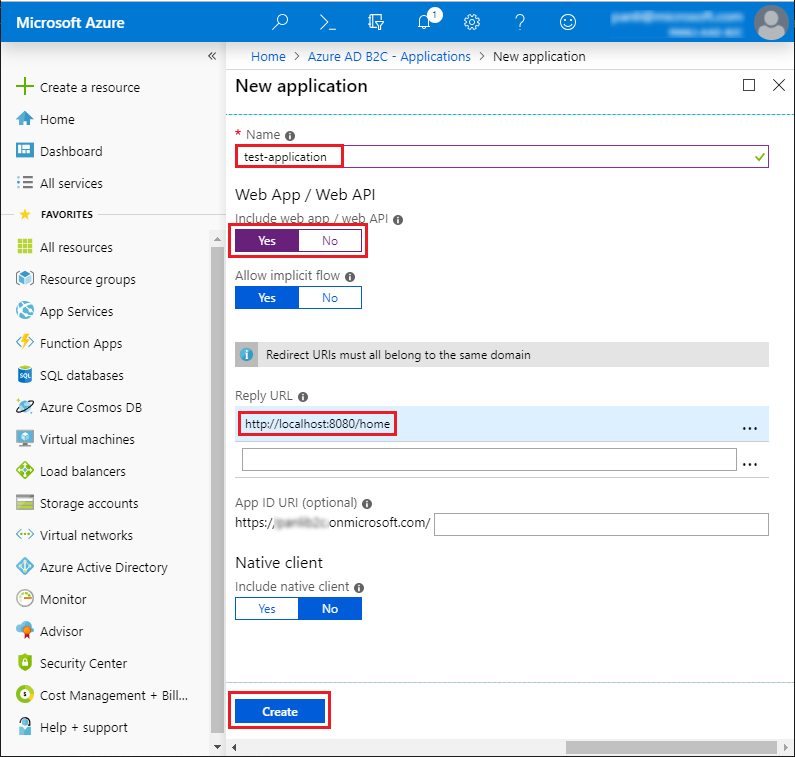 Microsoft Azure
1
«
Home > Azure AD B2C - Applications > New application
New application
Create a resource
Home
Dashboard
All services
FAVORITES
All resources
Resource groups
App Services
Function Apps
SQL databases
Azure Cosmos DB
Virtual machines
Load balancers
Storage accounts
Virtual networks
Azure Active Directory
Monitor
Advisor
Security Center
Cost Management + Bill...
Help + support
* Name
test-application
Web App / Web API
Include web app / web API
Yes No
Allow implicit flow
Yes No
Redirect URIs must all belong to the same domain
Reply URL
http://localhost:8080/home ...
...
App ID URI (optional)
https:// .onmicrosoft.com/
Native client
Include native client
Yes No
Create